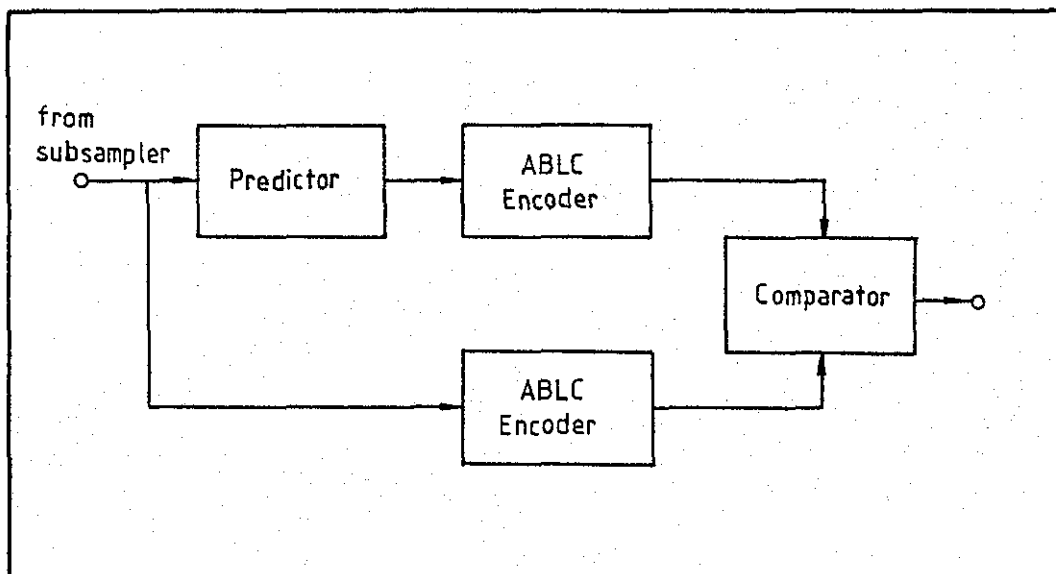 from
subsampler
Predictor
ABLC
Encoder
Comparator
ABLC
Encoder